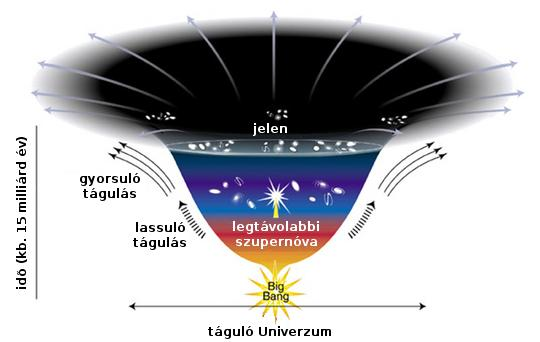 jelen
idő (kb. 15 milliárd év)
gyorsuló
tágulás
lassuló
tágulás
legtávolabbi
szupernóva
Big
Bang
táguló Univerzum